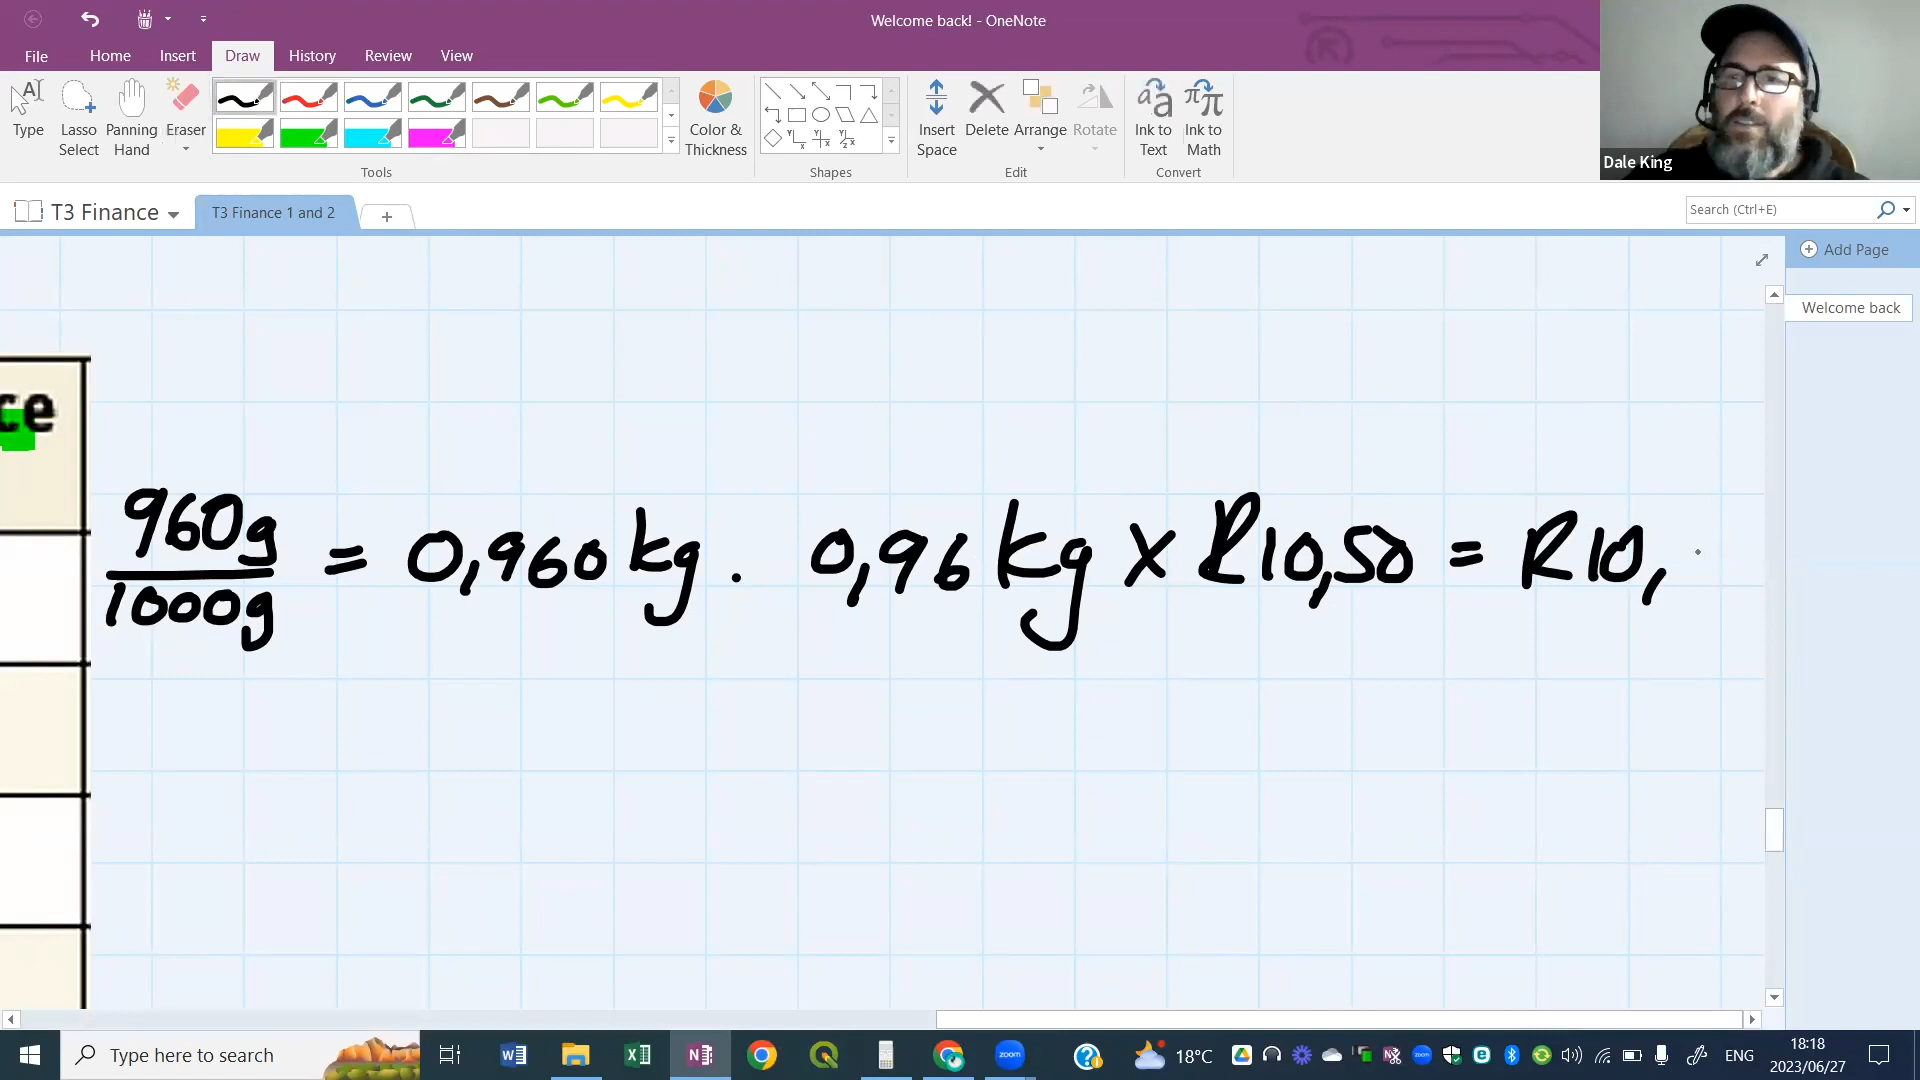 Welcome back! - OneNote
File Home Insert Draw History Review View
Type
Lasso Select
Panning Hand
Eraser
Color & Thickness
Insert Space
Delete
Arrange
Rotate
Ink to Text
Ink to Math
Tools
Shapes
Edit
Convert
Dale King
T3 Finance
T3 Finance 1 and 2
Search (Ctrl+E)
Add Page
Welcome back
ce
960g
1000g
= 0,960 kg . 0,96 kg x R10,50 = R10,
Type here to search
zoom
18°C
ENG
18:18
2023/06/27